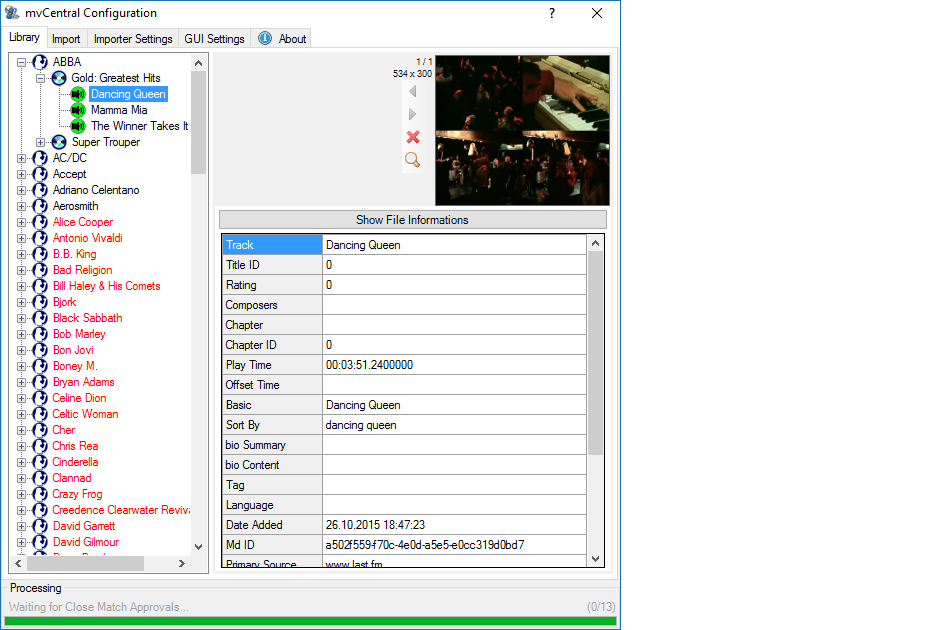 mvCentral Configuration
?
Library Import Importer Settings GUI Settings About
ABBA
Gold: Greatest Hits
Dancing Queen
Mamma Mia
The Winner Takes It
Super Trouper
AC/DC
Accept
Adriano Celentano
Aerosmith
Alice Cooper
Antonio Vivaldi
B.B. King
Bad Religion
Bill Haley & His Comets
Bjork
Black Sabbath
Bob Marley
Bon Jovi
Boney M.
Bryan Adams
Celine Dion
Celtic Woman
Cher
Chris Rea
Cinderella
Clannad
Crazy Frog
Creedence Clearwater Reviva
David Garrett
David Gilmour
1 / 1
534 x 300
Show File Informations
Track Dancing Queen
Title ID 0
Rating 0
Composers
Chapter
Chapter ID 0
Play Time 00:03:51.2400000
Offset Time
Basic Dancing Queen
Sort By dancing queen
bio Summary
bio Content
Tag
Language
Date Added 26.10.2015 18:47:23
Md ID a502f559-f70c-4e0d-a5e5-e0cc319d0bd7
Primary Source www.last.fm
Processing
Waiting for Close Match Approvals... (0/13)